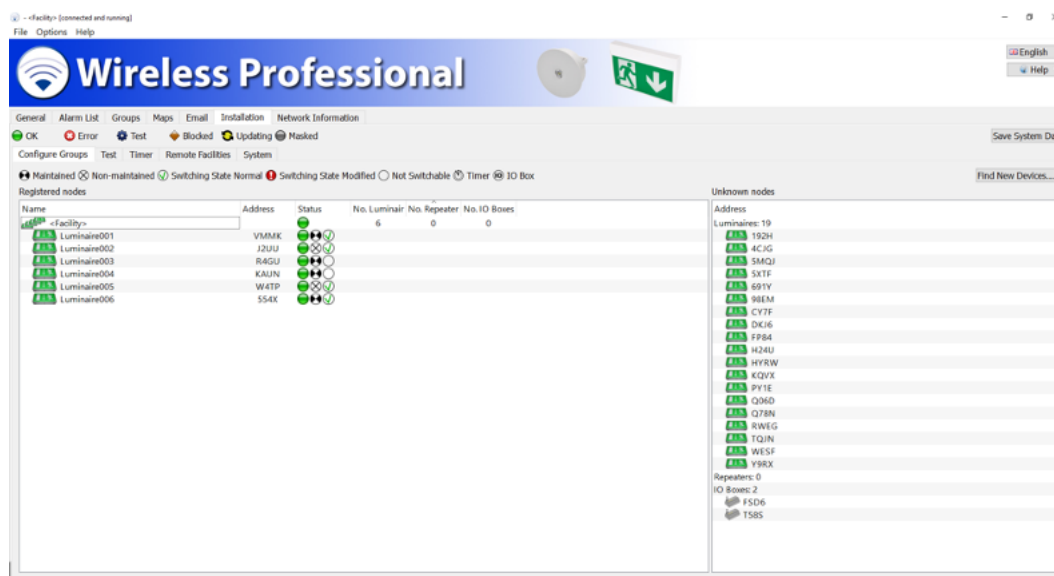 - <Facility> [connected and running]
File Options Help
Wireless Professional
English
Help
General Alarm List Groups Maps Email Installation Network Information
OK Error Test Blocked Updating Masked
Save System Da
Configure Groups Test Timer Remote Facilities System
Maintained Non-maintained Switching State Normal Switching State Modified Not Switchable Timer IO Box
Find New Devices...
Registered nodes
Unknown nodes
Name Address Status No. Luminair No. Repeater No. IO Boxes
<Facility> 6 0 0
Luminaire001 VMMK
Luminaire002 J2UU
Luminaire003 R4GU
Luminaire004 KAUN
Luminaire005 W4TP
Luminaire006 554X
Address
Luminaires: 19
192H
4CJG
5MQJ
5XTF
691Y
98EM
CY7F
DKJ6
FP84
H24U
HYRW
KQVX
PY1E
Q06D
Q78N
RWEG
TQJN
WESF
Y9RX
Repeaters: 0
IO Boxes: 2
FSD6
T58S